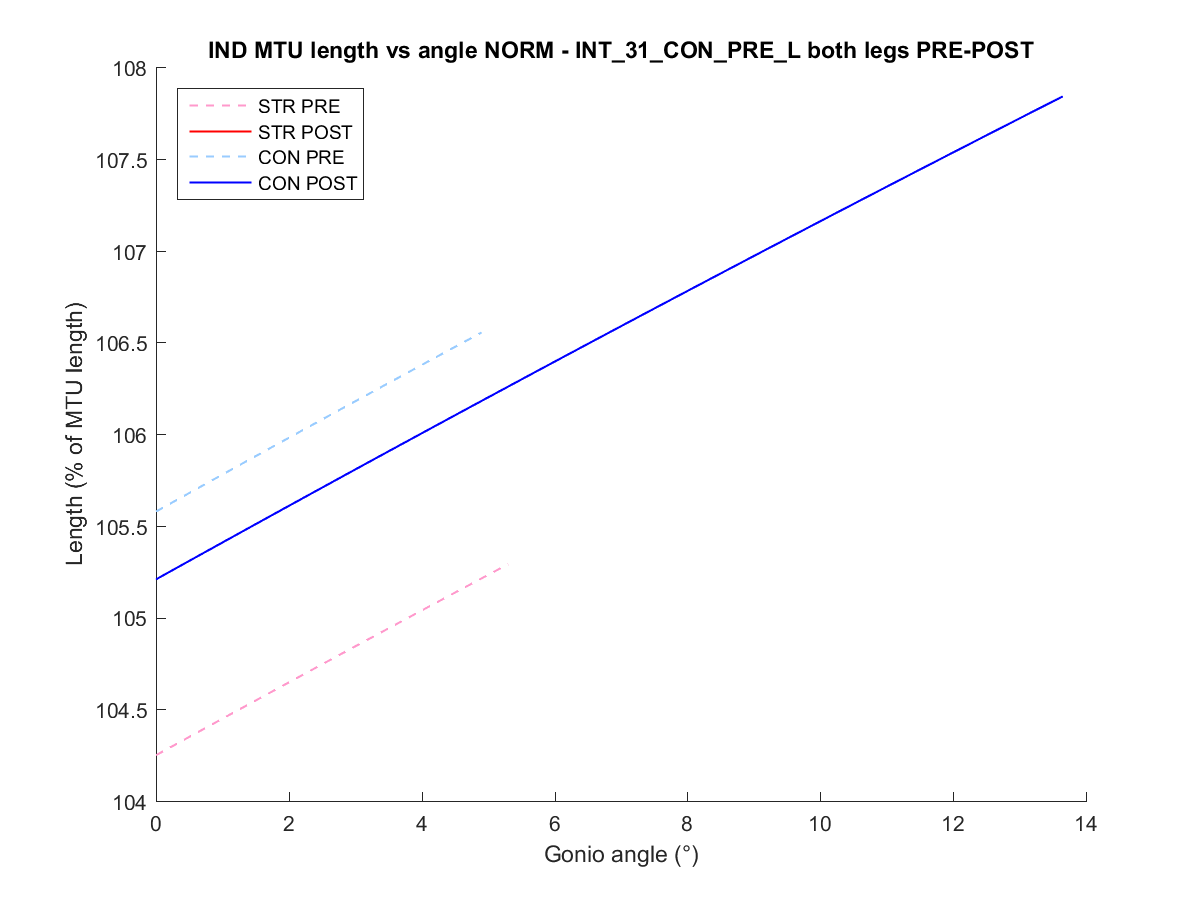 IND MTU length vs angle NORM - INT_31_CON_PRE_L both legs PRE-POST
STR PRE
STR POST
CON PRE
CON POST
108
107.5
107
106.5
106
105.5
105
104.5
104
Length (% of MTU length)
0 2 4 6 8 10 12 14
Gonio angle (°)